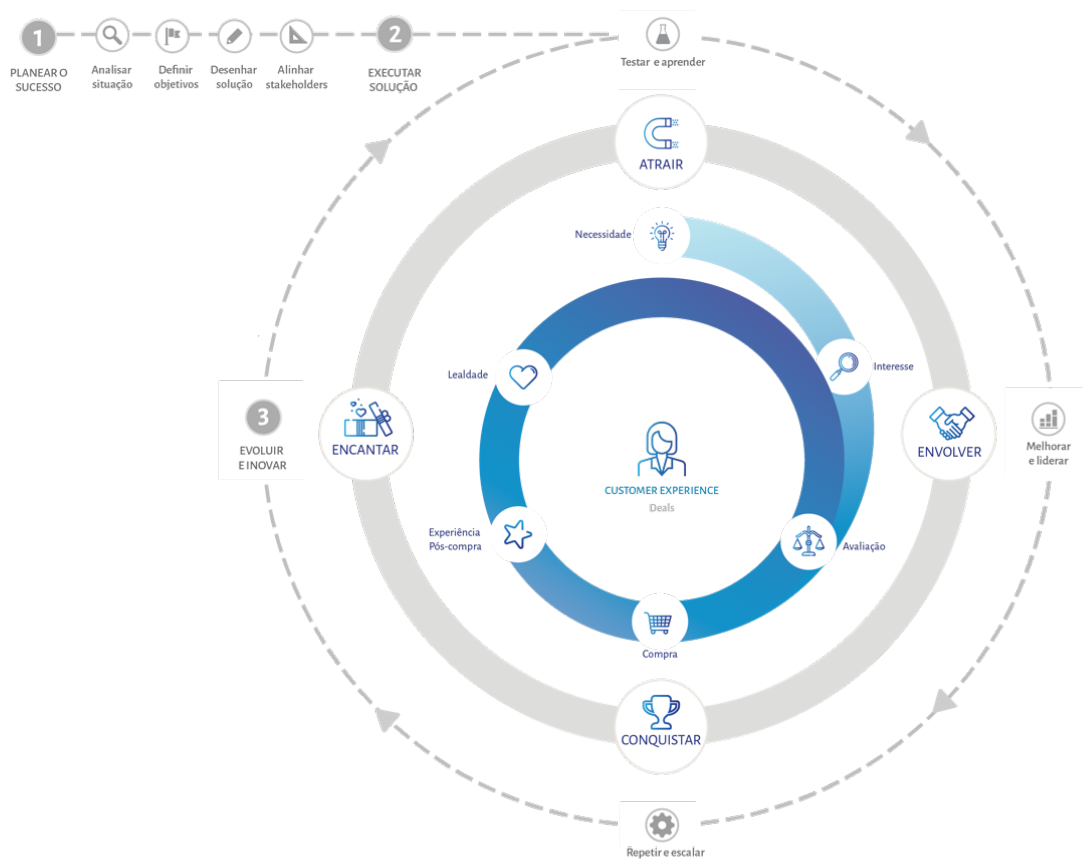 1
PLANEAR O
SUCESSO
Analisar
situação
Definir
objetivos
Desenhar
solução
Alinhar
stakeholders
2
EXECUTAR
SOLUÇÃO
Testar e aprender
ATRAIR
Necessidade
Interesse
Lealdade
3
EVOLUIR
E INOVAR
ENCANTAR
CUSTOMER EXPERIENCE
Deals
ENVOLVER
Melhorar
e liderar
Experiência
Pós-compra
Avaliação
Compra
CONQUISTAR
Repetir e escalar